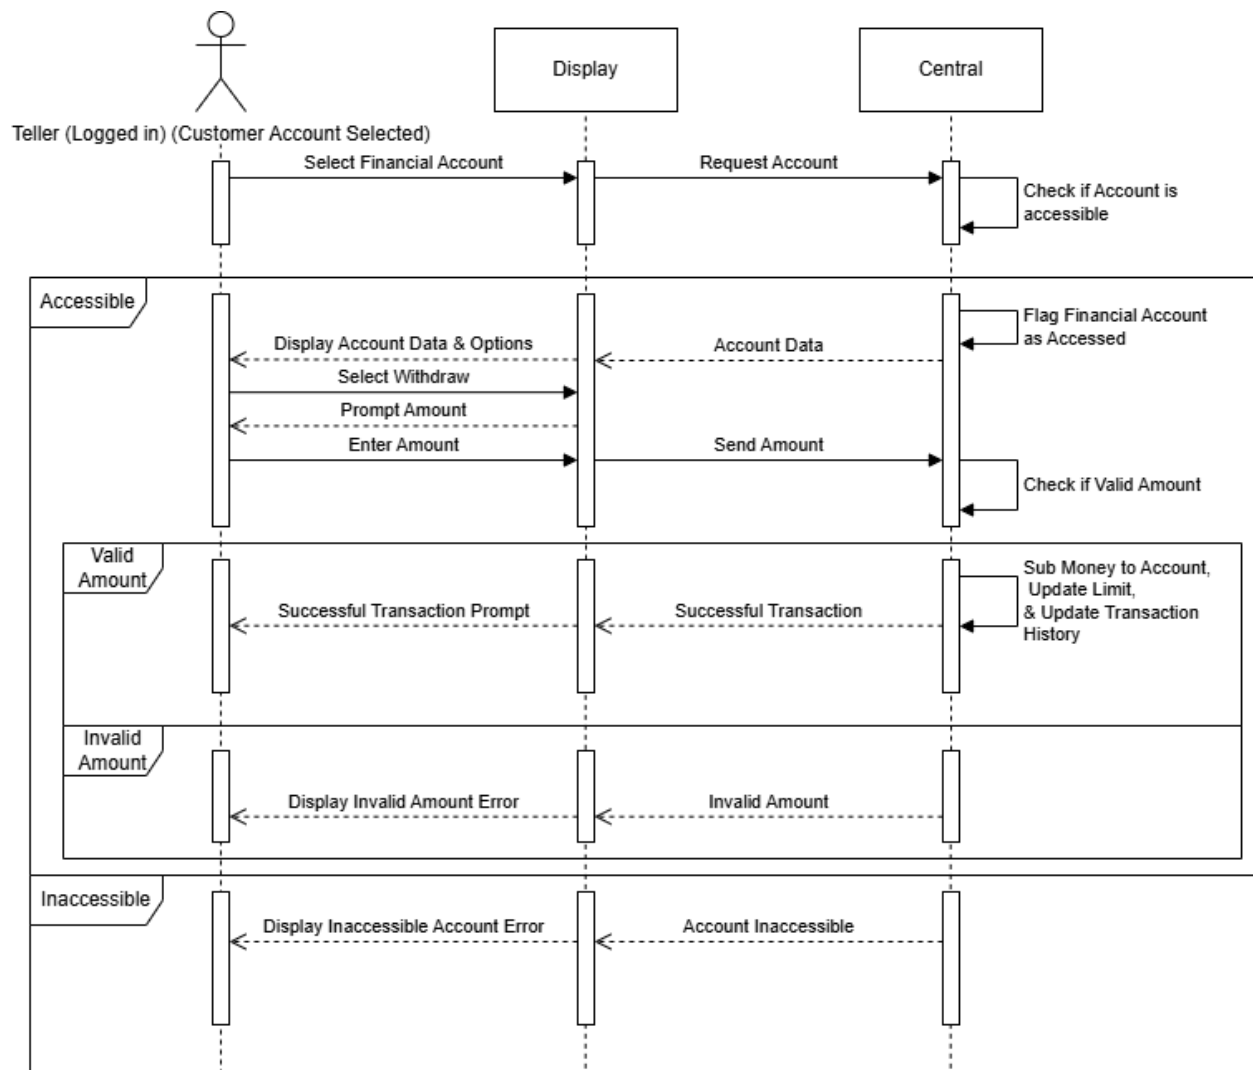 Display
Central
Teller (Logged in) (Customer Account Selected)
Select Financial Account
Request Account
Check if Account is
accessible
Accessible
Flag Financial Account
as Accessed
Display Account Data & Options
Account Data
Select Withdraw
Prompt Amount
Enter Amount
Send Amount
Check if Valid Amount
Valid
Amount
Sub Money to Account,
Update Limit,
& Update Transaction
History
Successful Transaction Prompt
Successful Transaction
Invalid
Amount
Display Invalid Amount Error
Invalid Amount
Inaccessible
Display Inaccessible Account Error
Account Inaccessible